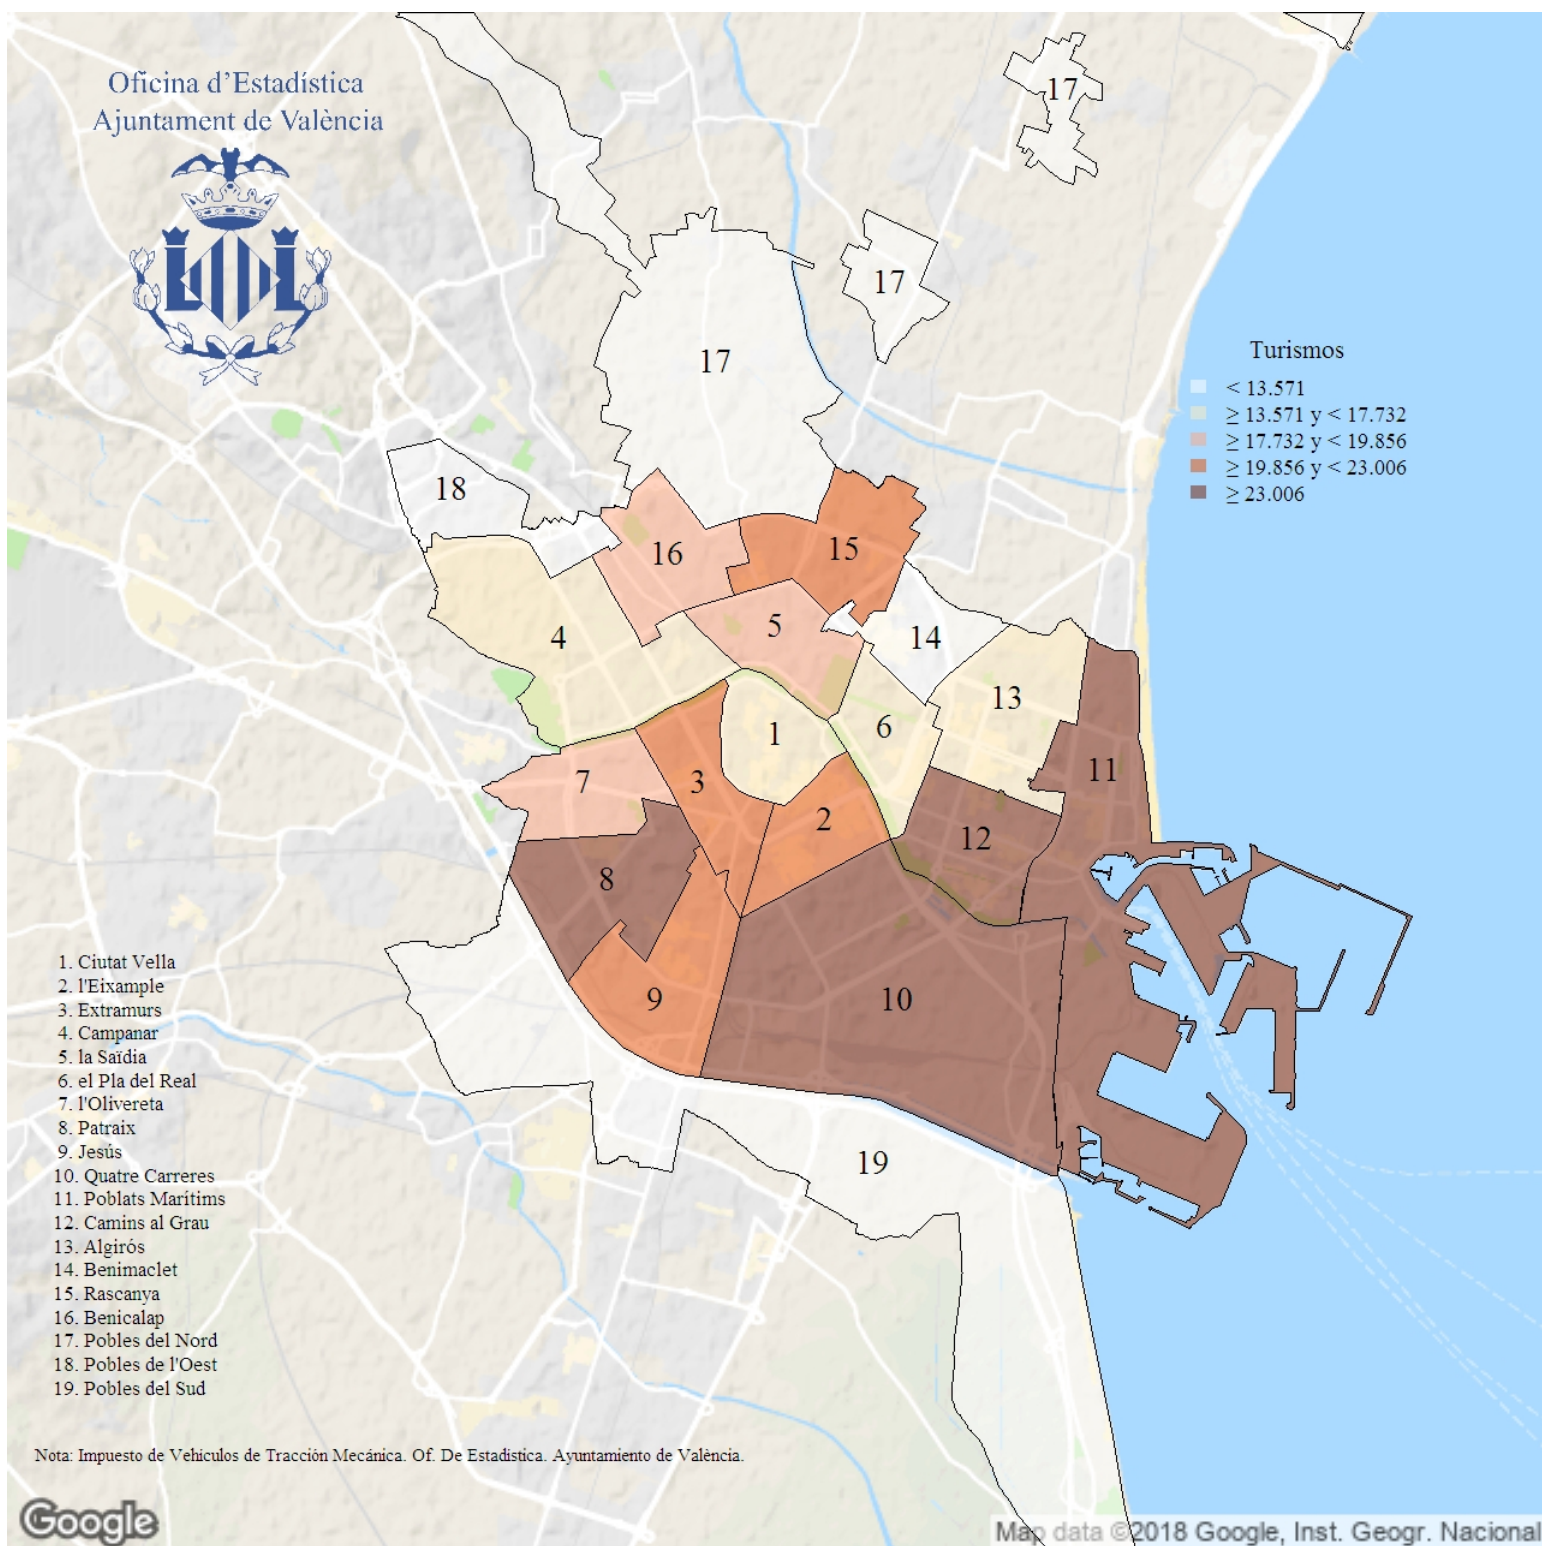 Oficina d'Estadística
Ajuntament de València
17
17
17
Turismos
< 13.571
≥ 13.571 y < 17.732
≥ 17.732 y < 19.856
≥ 19.856 y < 23.006
≥ 23.006
18
16
15
4
5
14
13
6
1
11
7
3
2
12
8
9
10
19
1. Ciutat Vella
2. l'Eixample
3. Extramurs
4. Campanar
5. la Saïdia
6. el Pla del Real
7. l'Olivereta
8. Patraix
9. Jesús
10. Quatre Carreres
11. Poblats Marítims
12. Camins al Grau
13. Algirós
14. Benimaclet
15. Rascanya
16. Benicalap
17. Pobles del Nord
18. Pobles de l'Oest
19. Pobles del Sud
Nota: Impuesto de Vehículos de Tracción Mecánica. Of. De Estadística. Ayuntamiento de València.
Google
Map data ©2018 Google, Inst. Geogr. Nacional